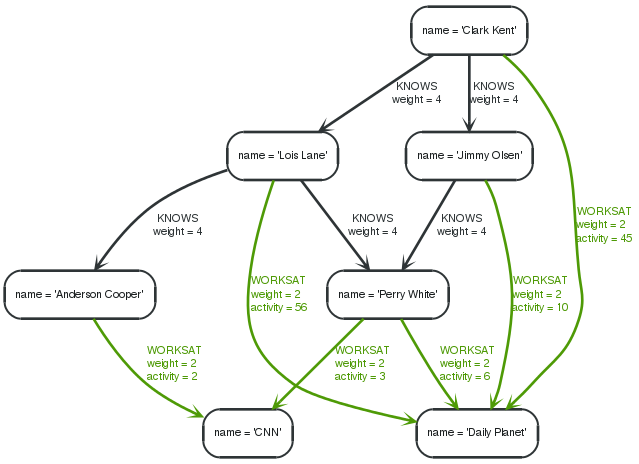 name = 'Clark Kent'
KNOWS
weight = 4
KNOWS
weight = 4
name = 'Lois Lane'
name = 'Jimmy Olsen'
WORKSAT
weight = 2
activity = 45
KNOWS
weight = 4
KNOWS
weight = 4
KNOWS
weight = 4
name = 'Anderson Cooper'
name = 'Perry White'
WORKSAT
weight = 2
activity = 56
WORKSAT
weight = 2
activity = 10
WORKSAT
weight = 2
activity = 2
WORKSAT
weight = 2
activity = 3
WORKSAT
weight = 2
activity = 6
name = 'CNN'
name = 'Daily Planet'